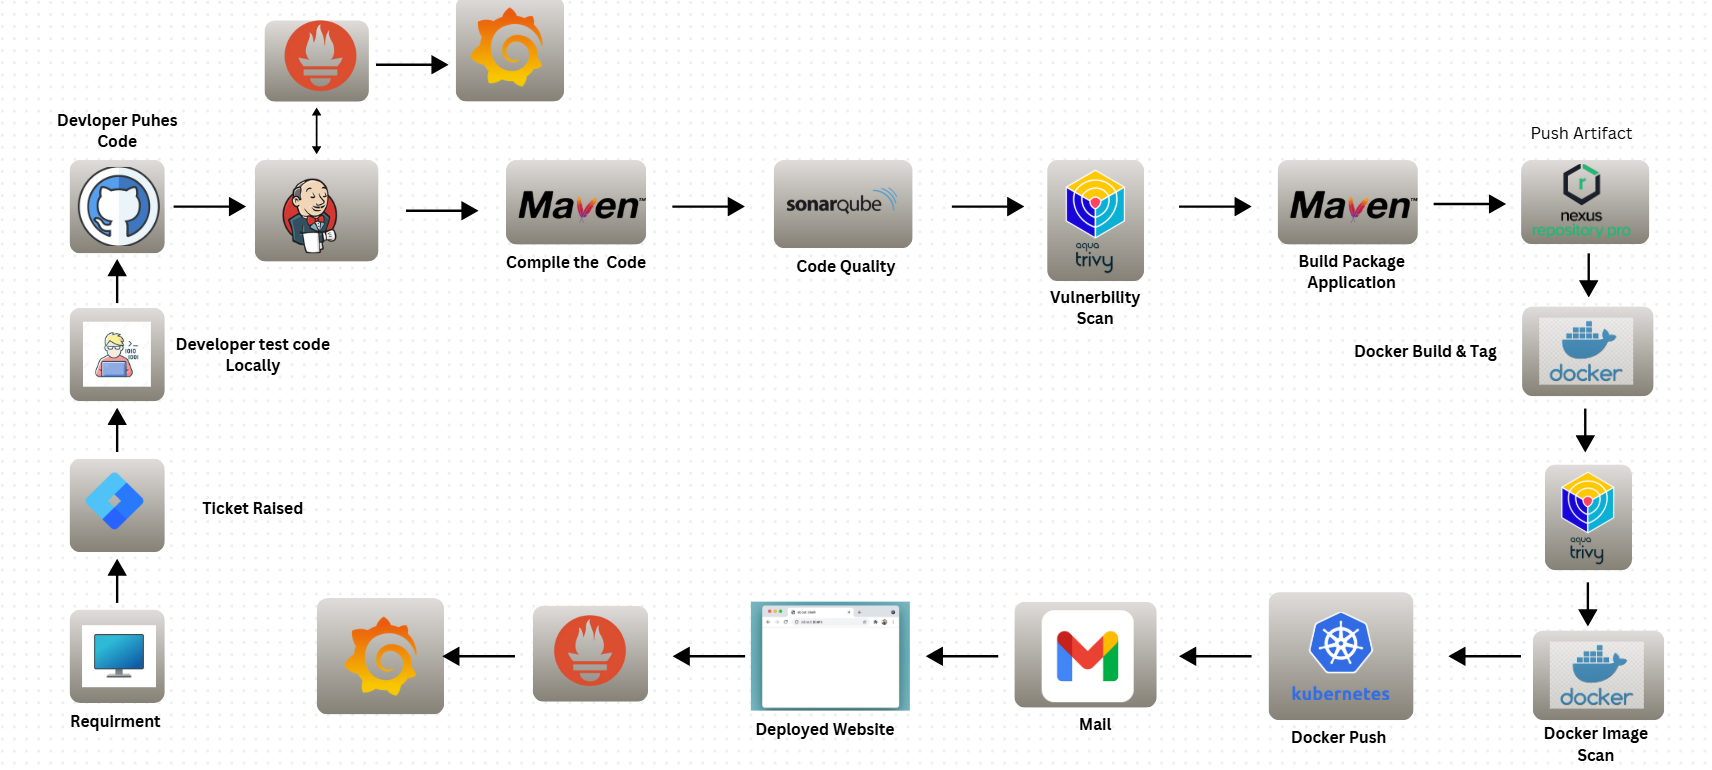 Devloper Puhes
Code
Maven™
Compile the Code
sonarqube
Code Quality
aqua
trivy
Vulnerbility
Scan
Maven™
Build Package
Application
Push Artifact
r
nexus
repository pro
Developer test code
Locally
Docker Build & Tag
docker
Ticket Raised
aqua
trivy
Requirment
Deployed Website
Mail
kubernetes
Docker Push
docker
Docker Image
Scan